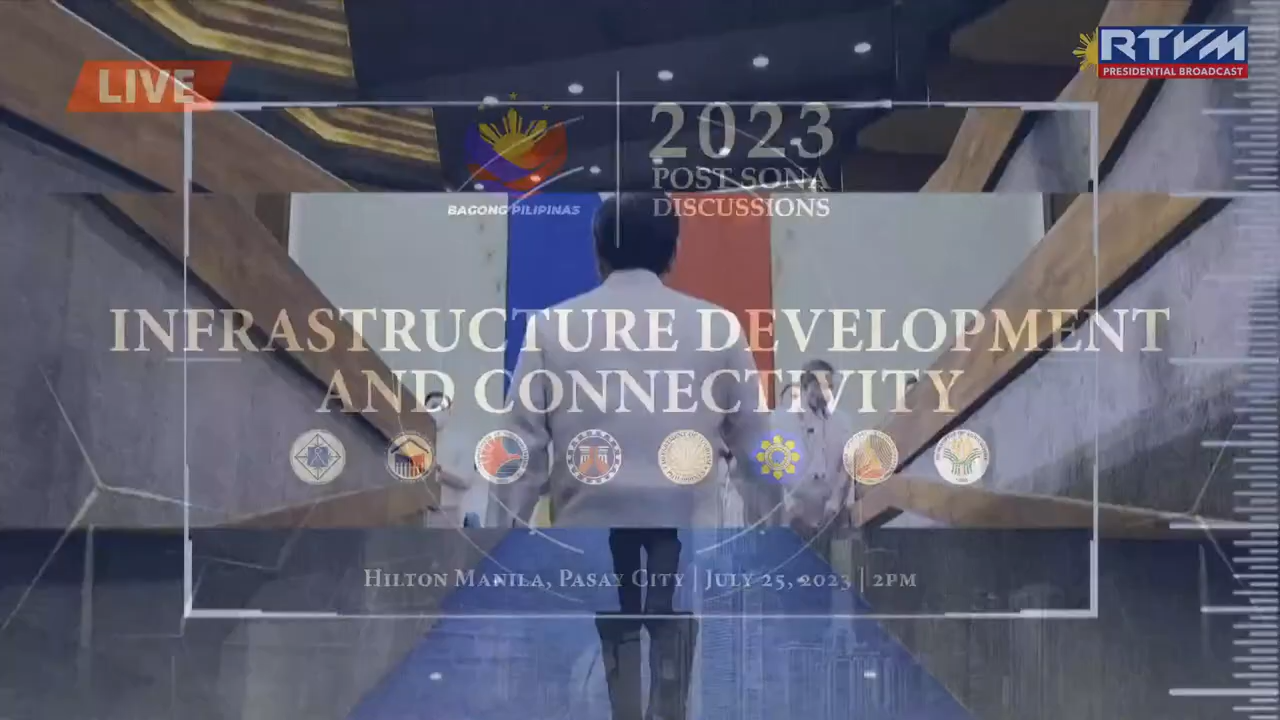 LIVE
RTVM
PRESIDENTIAL BROADCAST
BAGONG PILIPINAS
2023
POST SONA
DISCUSSIONS
INFRASTRUCTURE DEVELOPMENT
AND CONNECTIVITY
HILTON MANILA, PASAY CITY | JULY 25, 2023 | 2PM